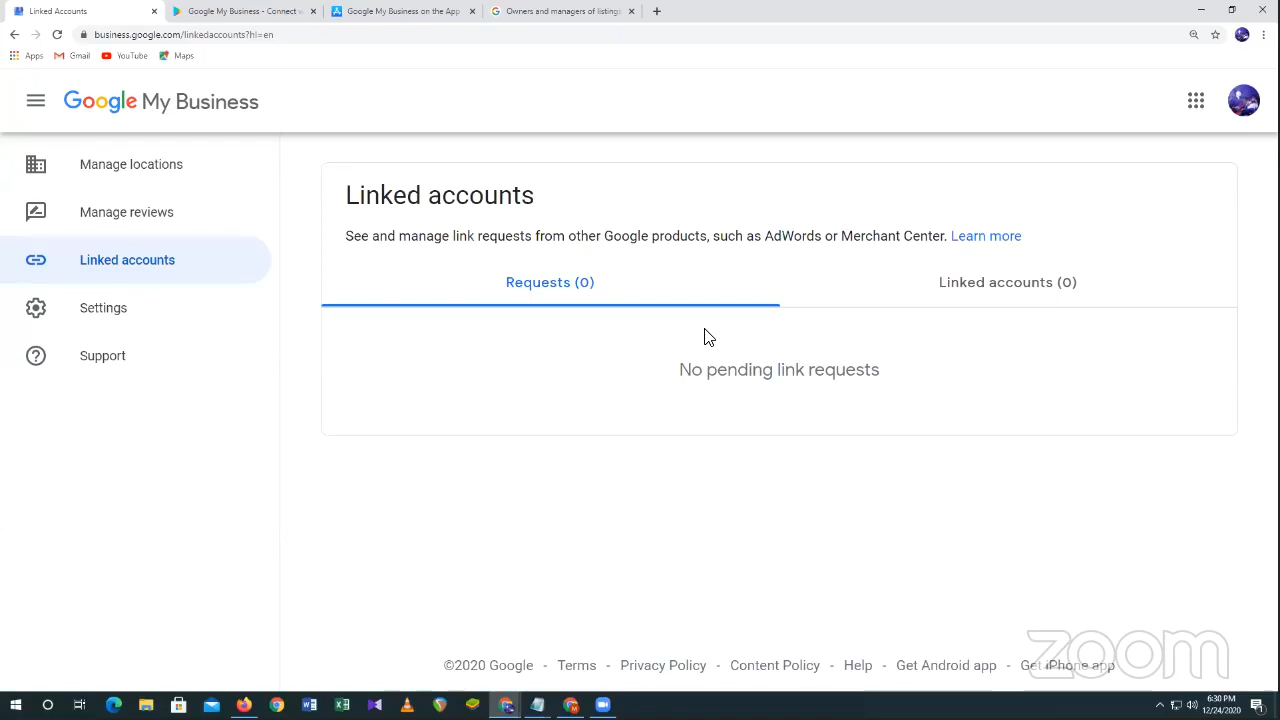 Linked Accounts
Google My Business - Connect w
Google My Business on the App
Owners and managers of listings
business.google.com/linkedaccounts?hl=en
Apps
Gmail
YouTube
Maps
Google My Business
Manage locations
Manage reviews
Linked accounts
Settings
Support
Linked accounts
See and manage link requests from other Google products, such as AdWords or Merchant Center. Learn more
Requests (0)
Linked accounts (0)
No pending link requests
©2020 Google - Terms - Privacy Policy - Content Policy - Help - Get Android app - Get iPhone app
zoom
6:30 PM
12/24/2020